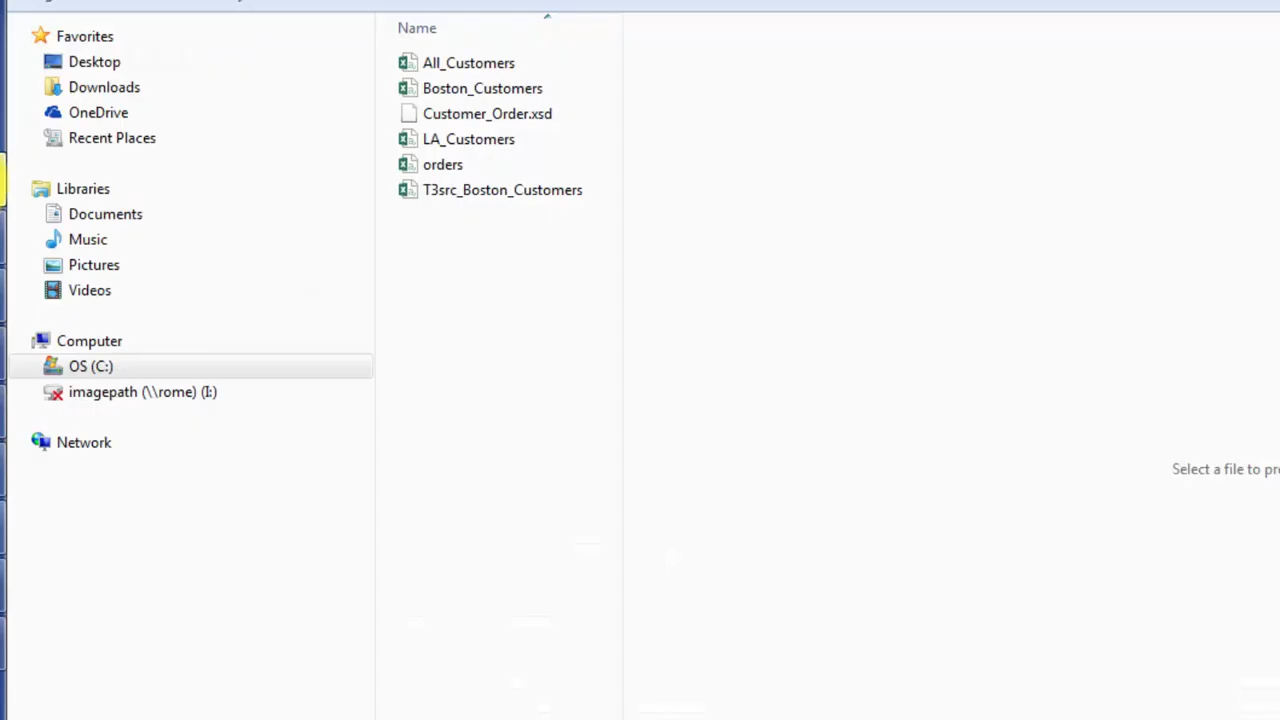 Favorites
Desktop
Downloads
OneDrive
Recent Places
Libraries
Documents
Music
Pictures
Videos
Computer
OS (C:)
imagepath (\\rome) (I:)
Network
Name
All_Customers
Boston_Customers
Customer_Order.xsd
LA_Customers
orders
T3src_Boston_Customers
Select a file to pre